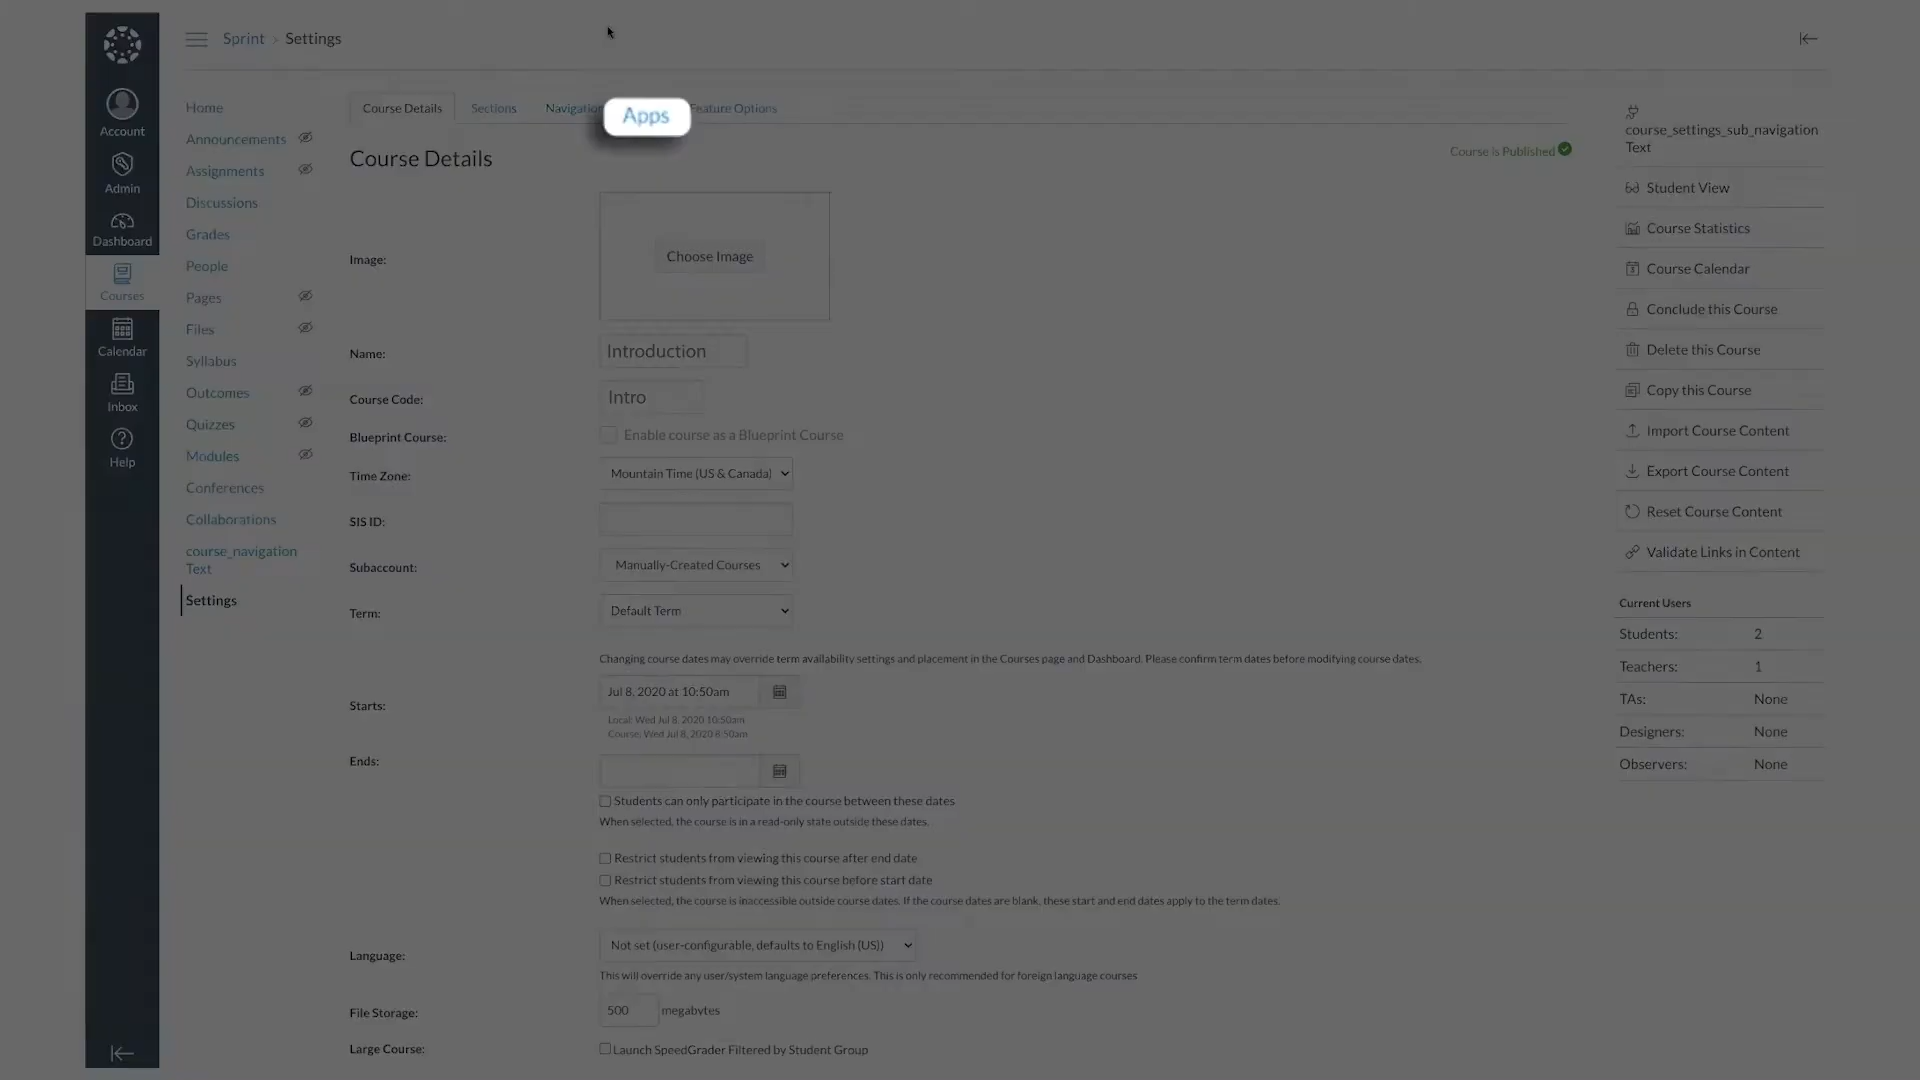 Sprint › Settings
Account
Admin
Dashboard
Courses
Calendar
Inbox
Help
Home
Announcements
Assignments
Discussions
Grades
People
Pages
Files
Syllabus
Outcomes
Quizzes
Modules
Conferences
Collaborations
course_navigation
Text
Settings
Course Details Sections Navigation Apps Feature Options
Course Details
Course is Published
Image:
Choose Image
Name:
Introduction
Course Code:
Intro
Blueprint Course:
Enable course as a Blueprint Course
Time Zone:
Mountain Time (US & Canada)
SIS ID:
Subaccount:
Manually-Created Courses
Term:
Default Term
Changing course dates may override term availability settings and placement in the Courses page and Dashboard. Please confirm term dates before modifying course dates.
Starts:
Jul 8, 2020 at 10:50am
Local: Wed Jul 8, 2020 10:50am
Course: Wed Jul 8, 2020 8:50am
Ends:
Students can only participate in the course between these dates
When selected, the course is in a read-only state outside these dates.
Restrict students from viewing this course after end date
Restrict students from viewing this course before start date
When selected, the course is inaccessible outside course dates. If the course dates are blank, these start and end dates apply to the term dates.
Language:
Not set (user-configurable, defaults to English (US))
This will override any user/system language preferences. This is only recommended for foreign language courses
File Storage:
500 megabytes
Large Course:
Launch SpeedGrader Filtered by Student Group
course_settings_sub_navigation
Text
Student View
Course Statistics
Course Calendar
Conclude this Course
Delete this Course
Copy this Course
Import Course Content
Export Course Content
Reset Course Content
Validate Links in Content
Current Users
Students: 2
Teachers: 1
TAs: None
Designers: None
Observers: None